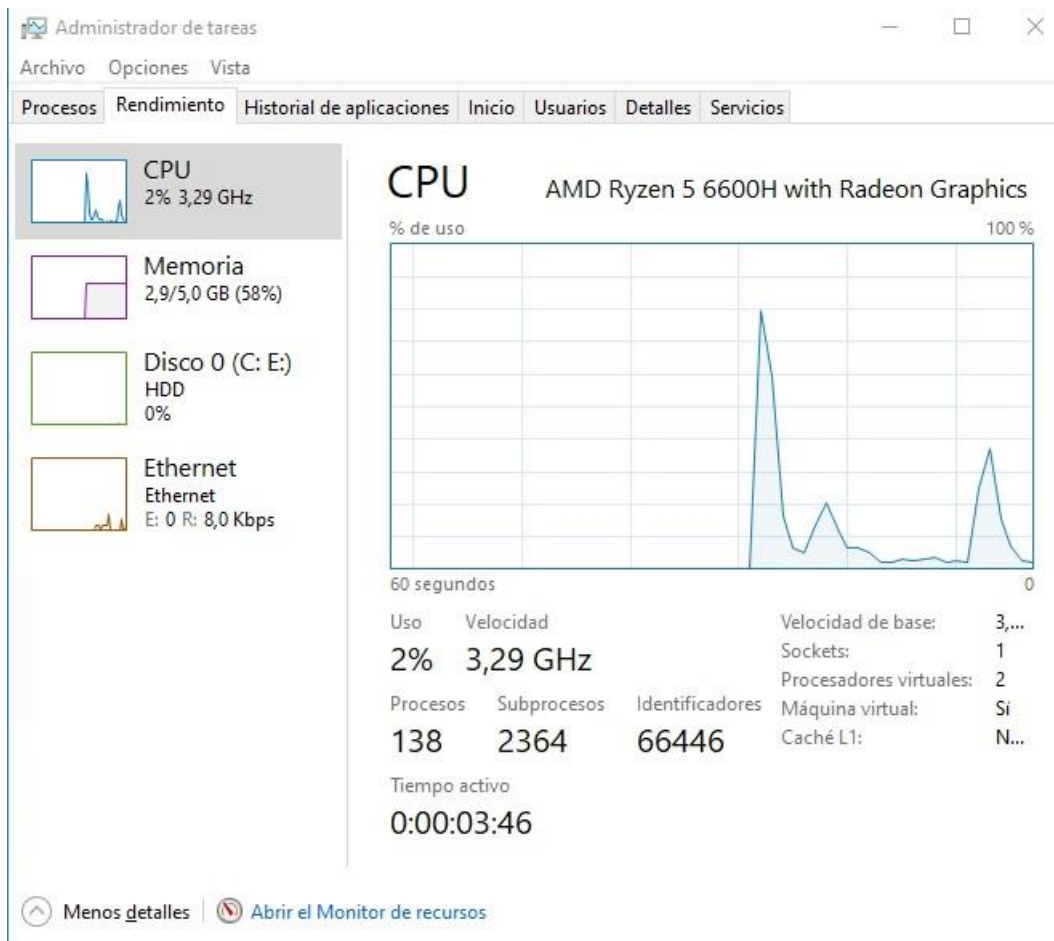 Administrador de tareas
Archivo Opciones Vista
Procesos Rendimiento Historial de aplicaciones Inicio Usuarios Detalles Servicios
CPU
2% 3,29 GHz
Memoria
2,9/5,0 GB (58%)
Disco 0 (C: E:)
HDD
0%
Ethernet
Ethernet
E: 0 R: 8,0 Kbps
CPU AMD Ryzen 5 6600H with Radeon Graphics
% de uso 100 %
60 segundos 0
Uso Velocidad
2% 3,29 GHz
Procesos Subprocesos Identificadores
138 2364 66446
Tiempo activo
0:00:03:46
Velocidad de base: 3,...
Sockets: 1
Procesadores virtuales: 2
Máquina virtual: Sí
Caché L1: N...
Menos detalles Abrir el Monitor de recursos